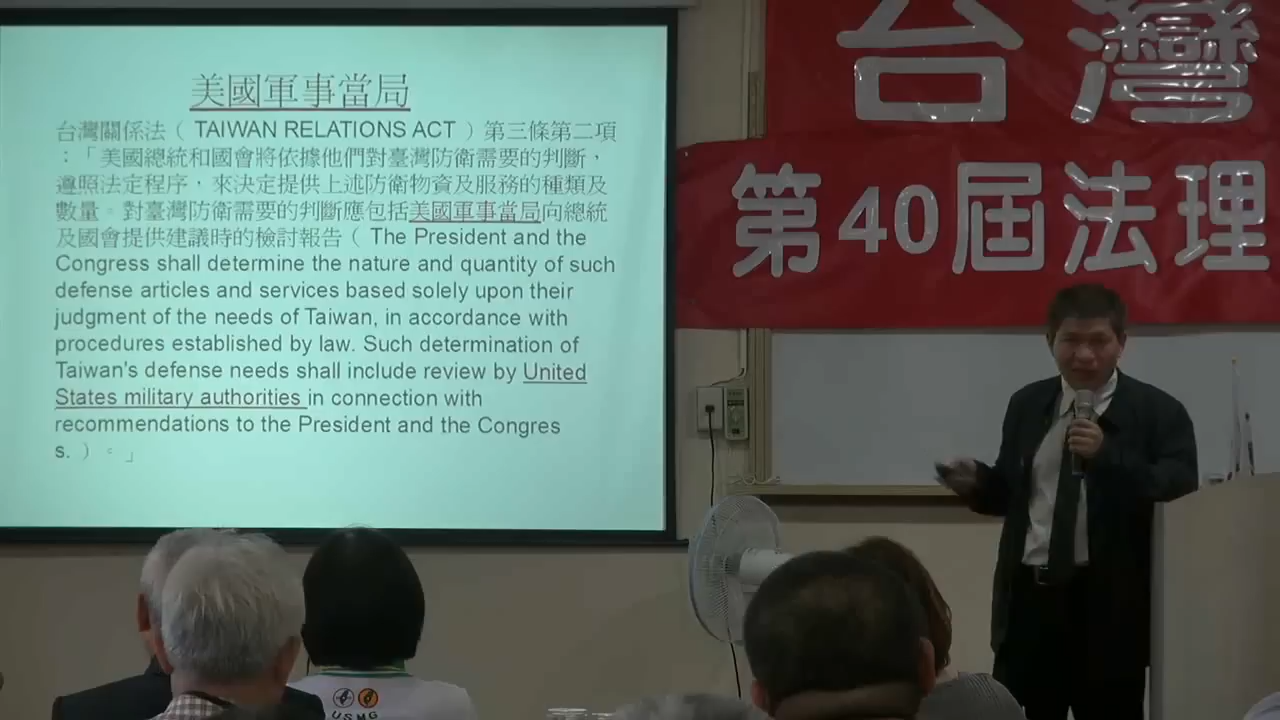 美國軍事當局
台灣關係法（ TAIWAN RELATIONS ACT ）第三條第二項
：「美國總統和國會將依據他們對臺灣防衛需要的判斷，
遵照法定程序，來決定提供上述防衛物資及服務的種類及
數量。對臺灣防衛需要的判斷應包括美國軍事當局向總統
及國會提供建議時的檢討報告（ The President and the
Congress shall determine the nature and quantity of such
defense articles and services based solely upon their
judgment of the needs of Taiwan, in accordance with
procedures established by law. Such determination of
Taiwan's defense needs shall include review by United
States military authorities in connection with
recommendations to the President and the Congres
s. ）。」
台灣
第40屆法理
USMG